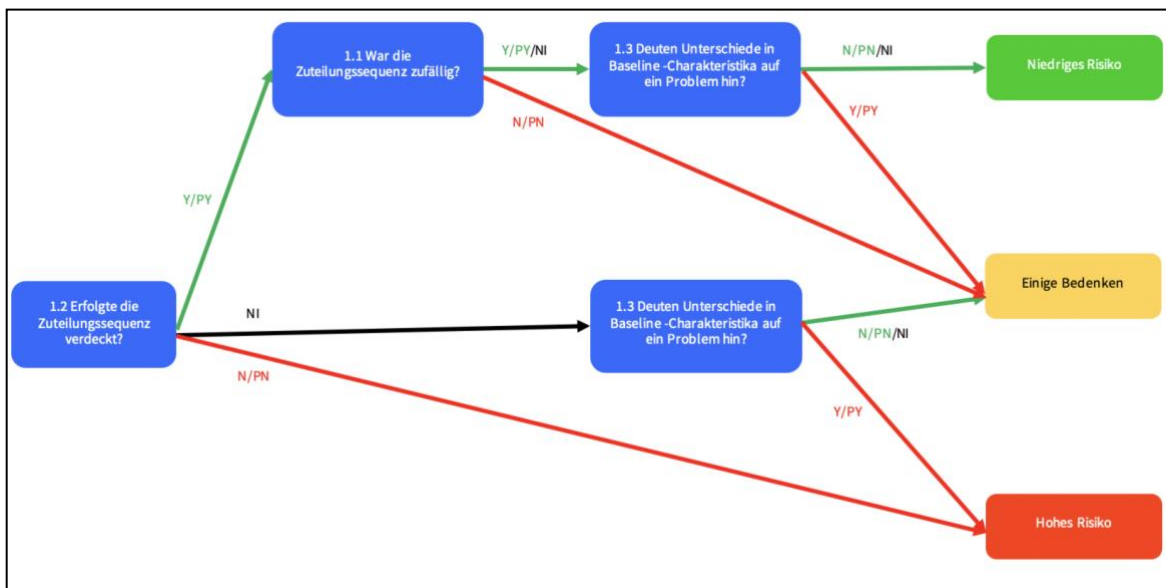 1.1 War die
Zuteilungssequenz zufällig?
Y/PY/NI
1.3 Deuten Unterschiede in
Baseline -Charakteristika auf
ein Problem hin?
N/PN/NI
Niedriges Risiko
Y/PY
N/PN
Y/PY
1.2 Erfolgte die
Zuteilungssequenz
verdeckt?
NI
1.3 Deuten Unterschiede in
Baseline -Charakteristika auf
ein Problem hin?
Einige Bedenken
N/PN/NI
N/PN
Y/PY
Hohes Risiko